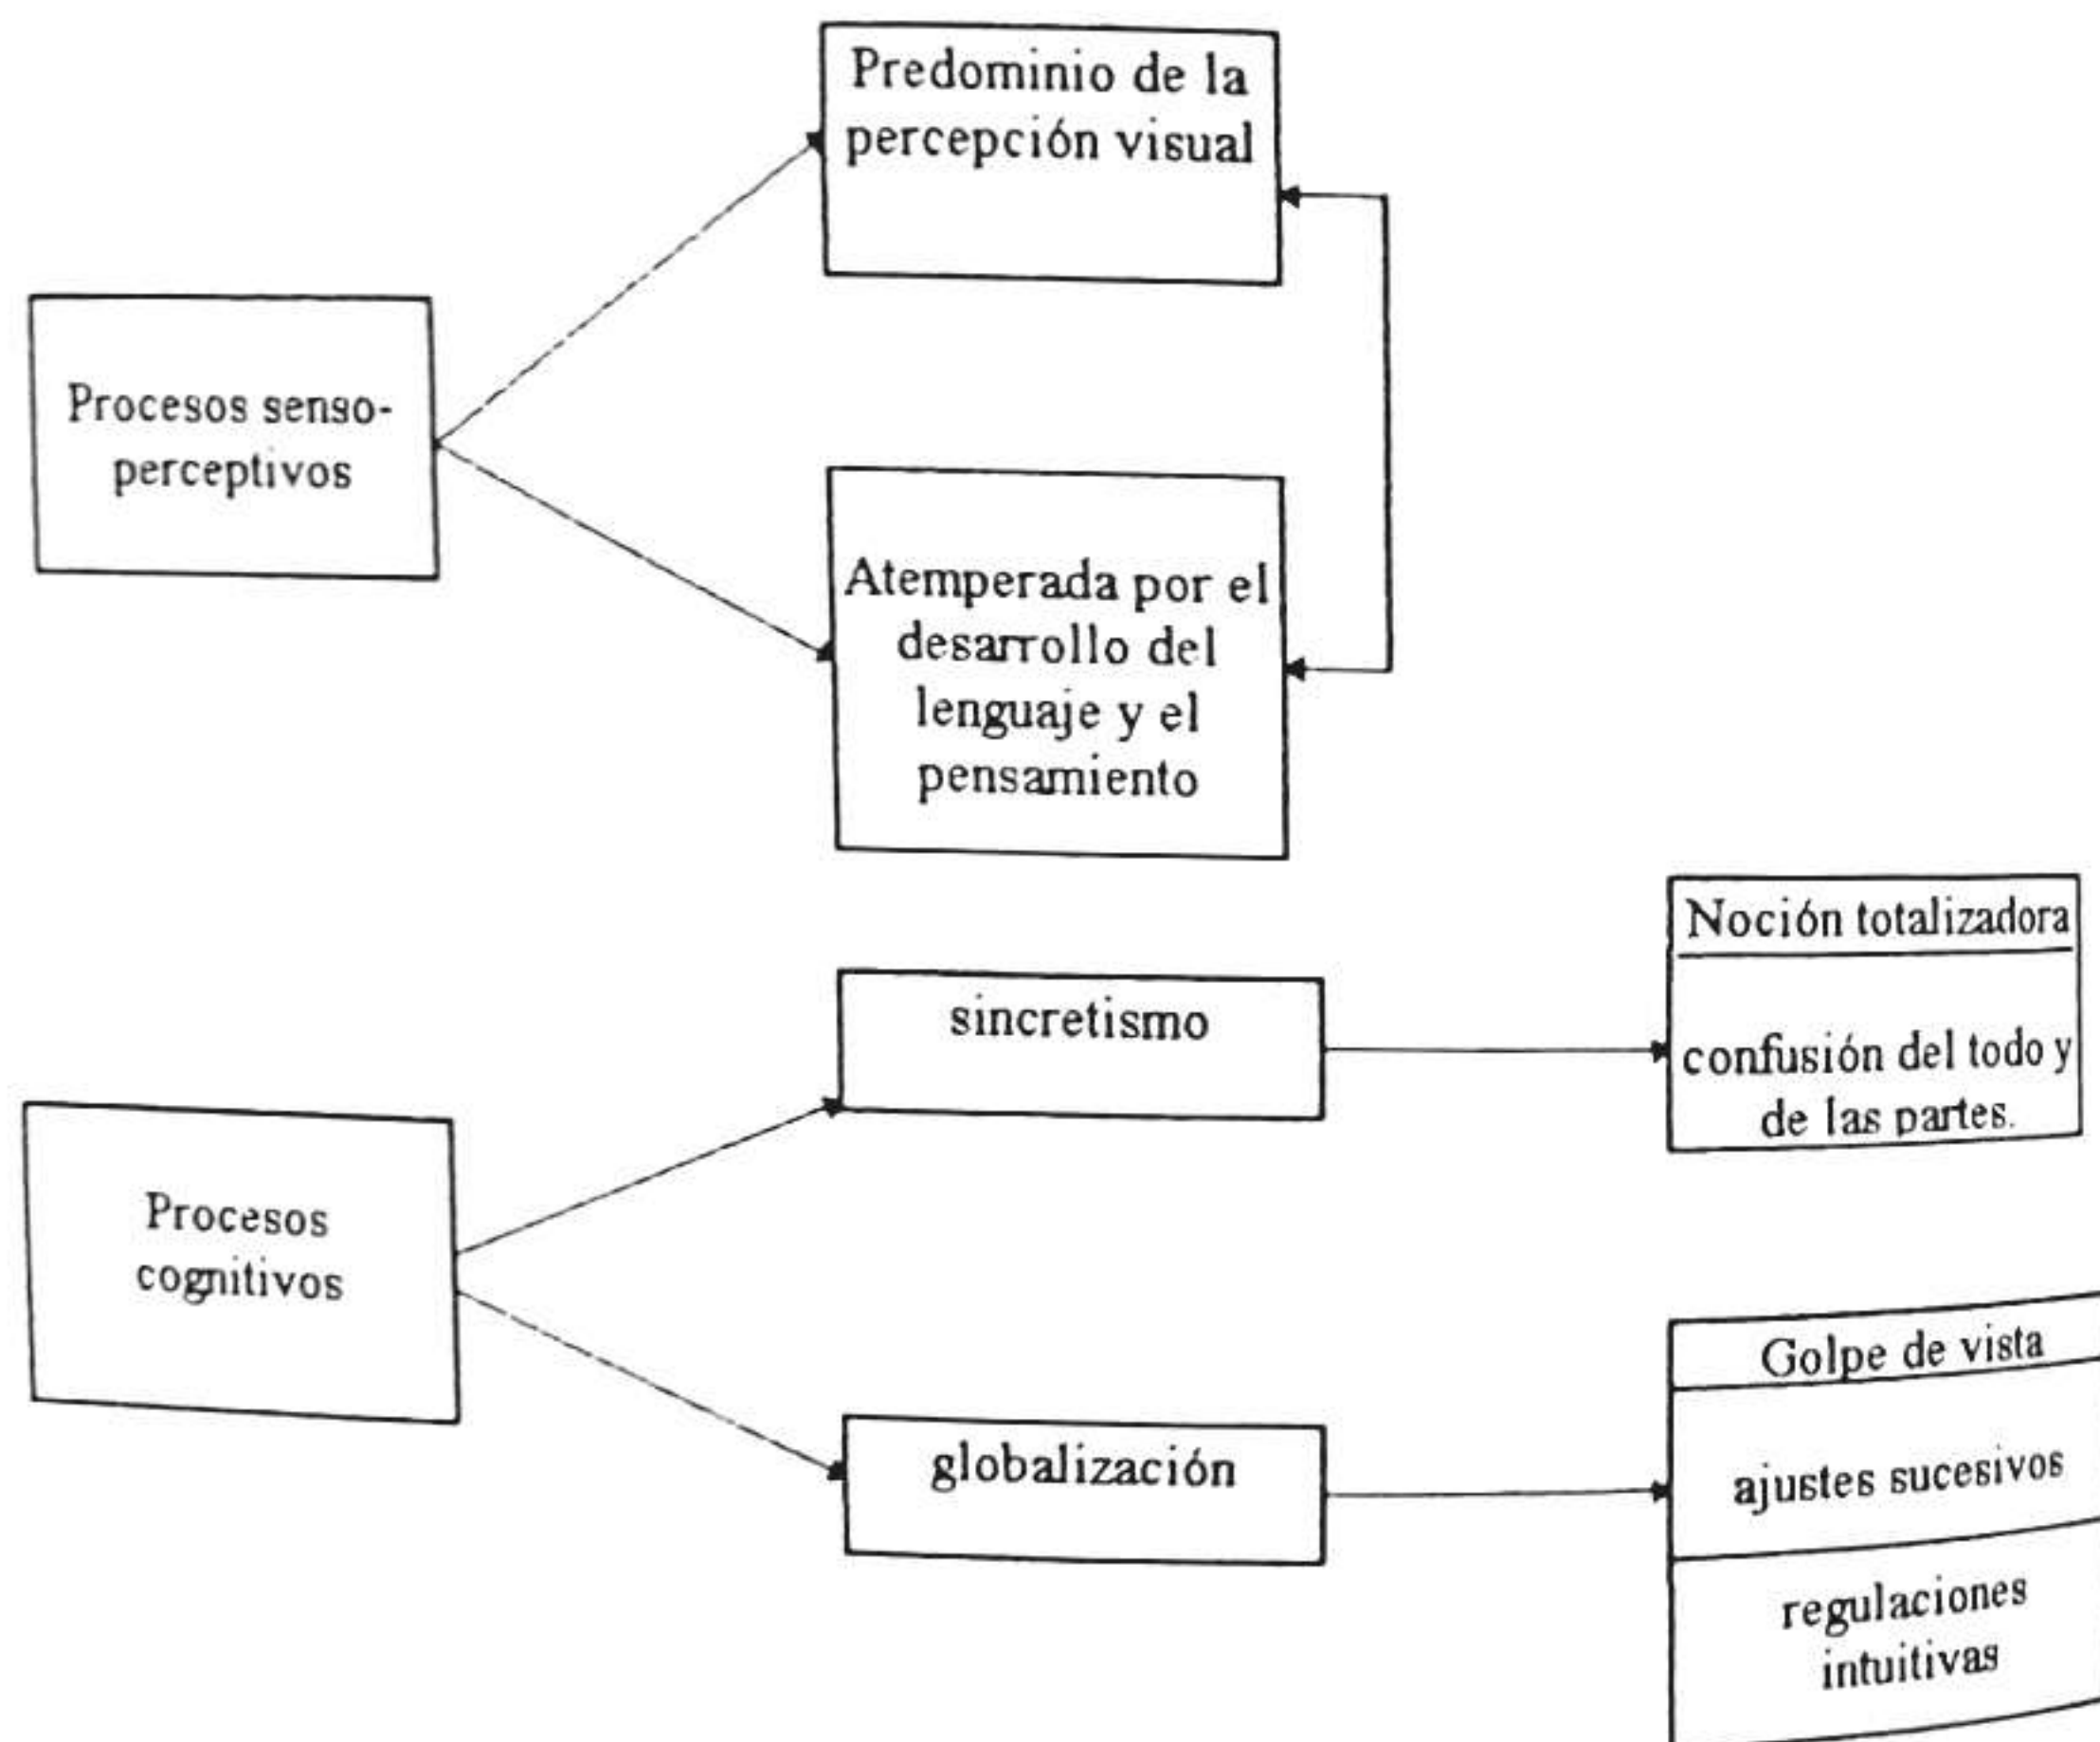 Predominio de la
percepción visual
Procesos senso-
perceptivos
Atemperada por el
desarrollo del
lenguaje y el
pensamiento
Noción totalizadora
confusión del todo y
de las partes.
sincretismo
Procesos
cognitivos
Golpe de vista
ajustes sucesivos
regulaciones
intuitivas
globalización